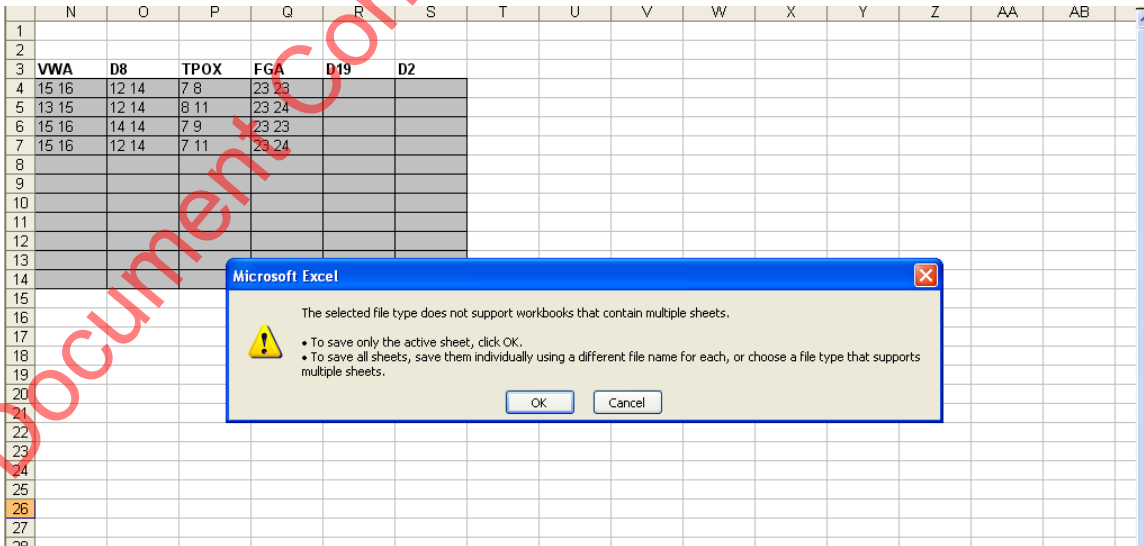 N O P Q R S T U V W X Y Z AA AB
1
2
3 VWA D8 TPOX FGA D19 D2
4 15 16 12 14 7 8 23 23
5 13 15 12 14 8 11 23 24
6 15 16 14 14 7 9 23 23
7 15 16 12 14 7 11 23 24
8
9
10
11
12
13
14
Microsoft Excel
15
The selected file type does not support workbooks that contain multiple sheets.
16
17
• To save only the active sheet, click OK.
18
• To save all sheets, save them individually using a different file name for each, or choose a file type that supports
19
multiple sheets.
20
OK Cancel
21
22
23
24
25
26
27
28
Document Con